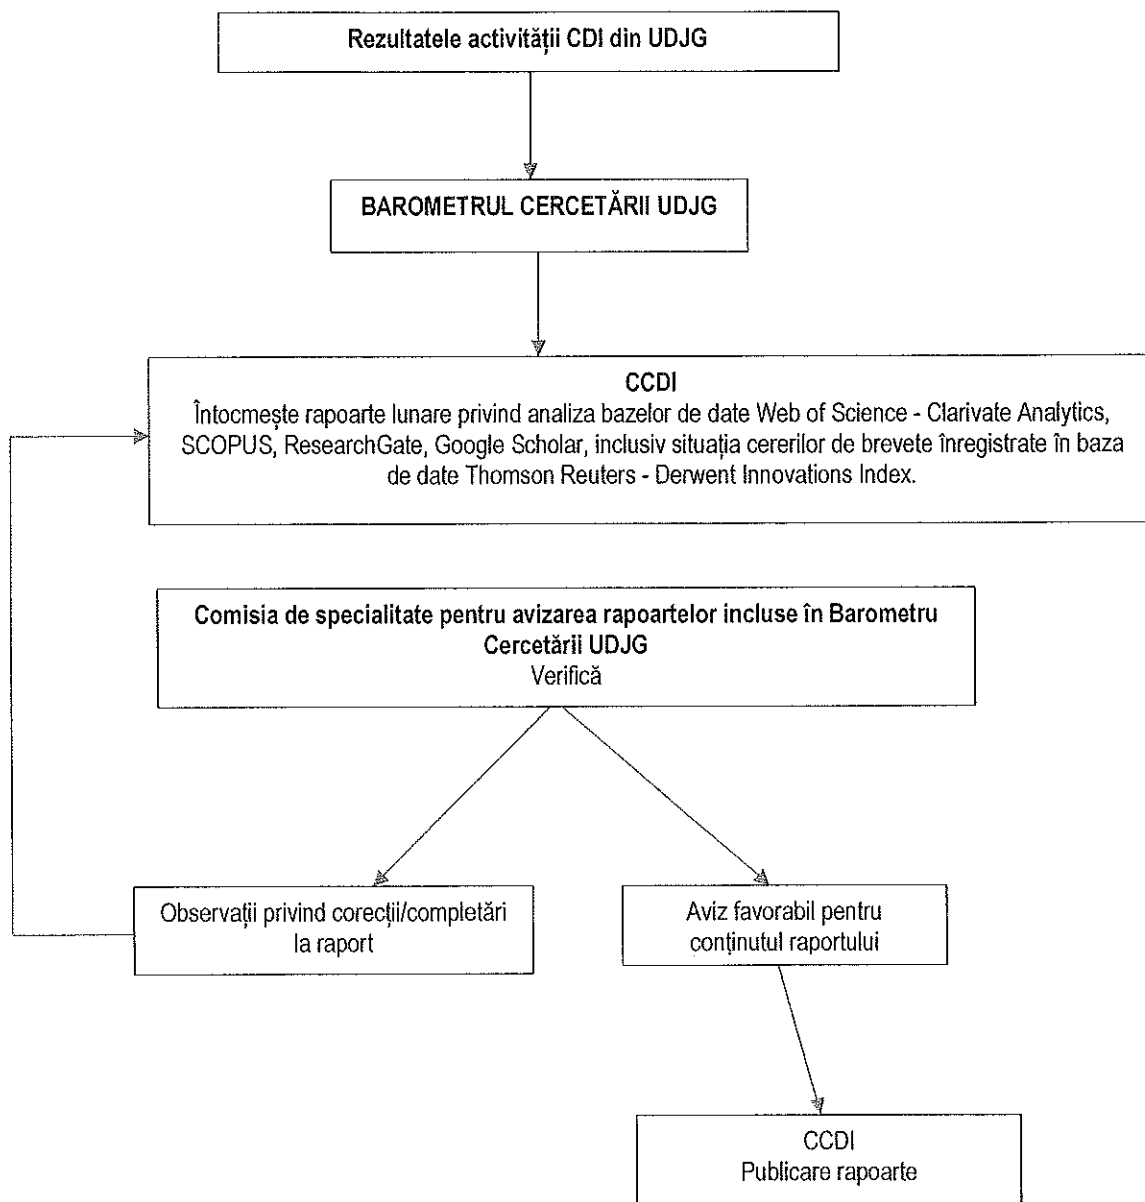 Rezultatele activității CDI din UDJG
BAROMETRUL CERCETĂRII UDJG
CCDI
Întocmește rapoarte lunare privind analiza bazelor de date Web of Science - Clarivate Analytics,
SCOPUS, ResearchGate, Google Scholar, inclusiv situația cererilor de brevete înregistrate în baza
de date Thomson Reuters - Derwent Innovations Index.
Comisia de specialitate pentru avizarea rapoartelor incluse în Barometru
Cercetării UDJG
Verifică
Observații privind corecții/completări
la raport
Aviz favorabil pentru
conținutul raportului
CCDI
Publicare rapoarte